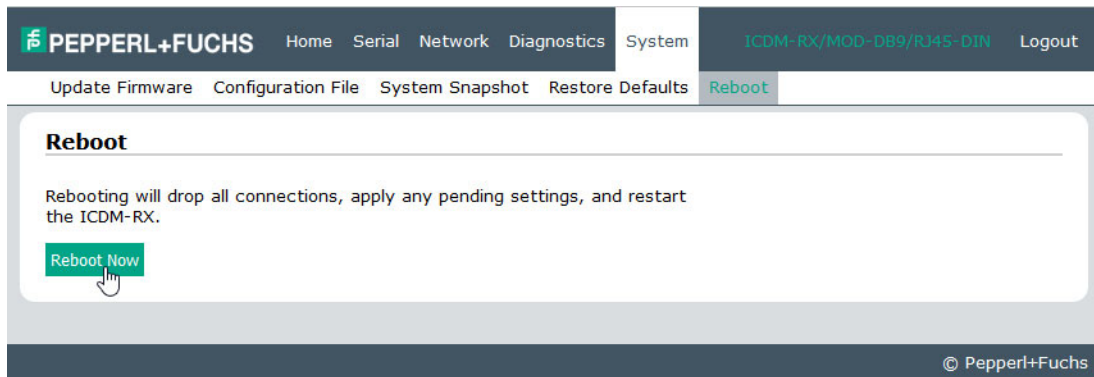 PEPPERL+FUCHS Home Serial Network Diagnostics System ICDM-RX/MOD-DB9/RJ45-DIN Logout
Update Firmware Configuration File System Snapshot Restore Defaults Reboot
Reboot
Rebooting will drop all connections, apply any pending settings, and restart
the ICDM-RX.
Reboot Now
© Pepperl+Fuchs